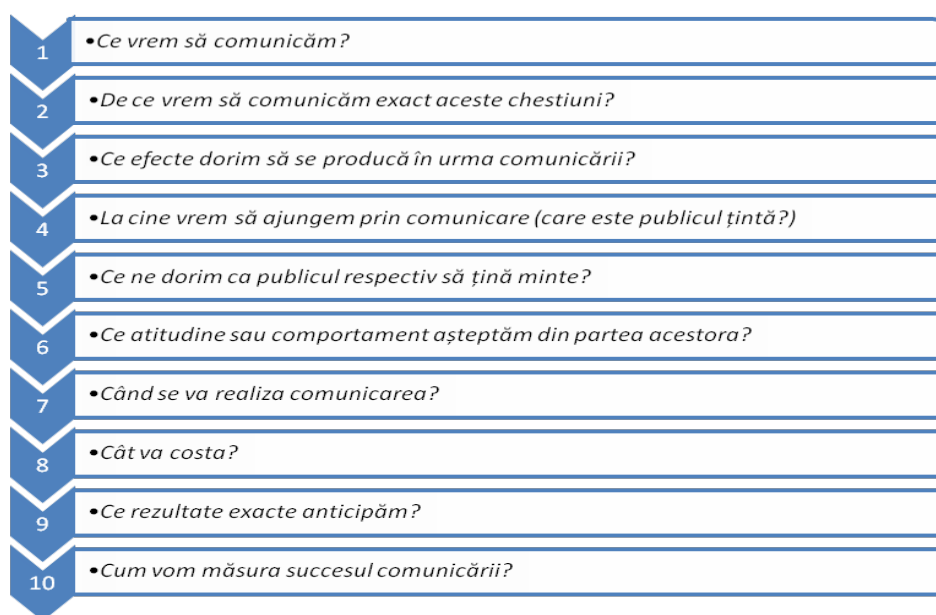 1
•Ce vrem să comunicăm?
2
•De ce vrem să comunicăm exact aceste chestiuni?
3
•Ce efecte dorim să se producă în urma comunicării?
4
•La cine vrem să ajungem prin comunicare (care este publicul țintă?)
5
•Ce ne dorim ca publicul respectiv să țină minte?
6
•Ce atitudine sau comportament așteptăm din partea acestora?
7
•Când se va realiza comunicarea?
8
•Cât va costa?
9
•Ce rezultate exacte anticipăm?
10
•Cum vom măsura succesul comunicării?